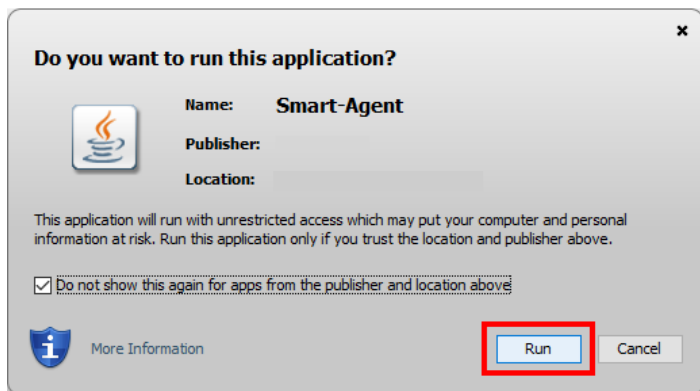 Do you want to run this application?
Name: Smart-Agent
Publisher:
Location:
This application will run with unrestricted access which may put your computer and personal
information at risk. Run this application only if you trust the location and publisher above.
Do not show this again for apps from the publisher and location above
More Information
Run
Cancel